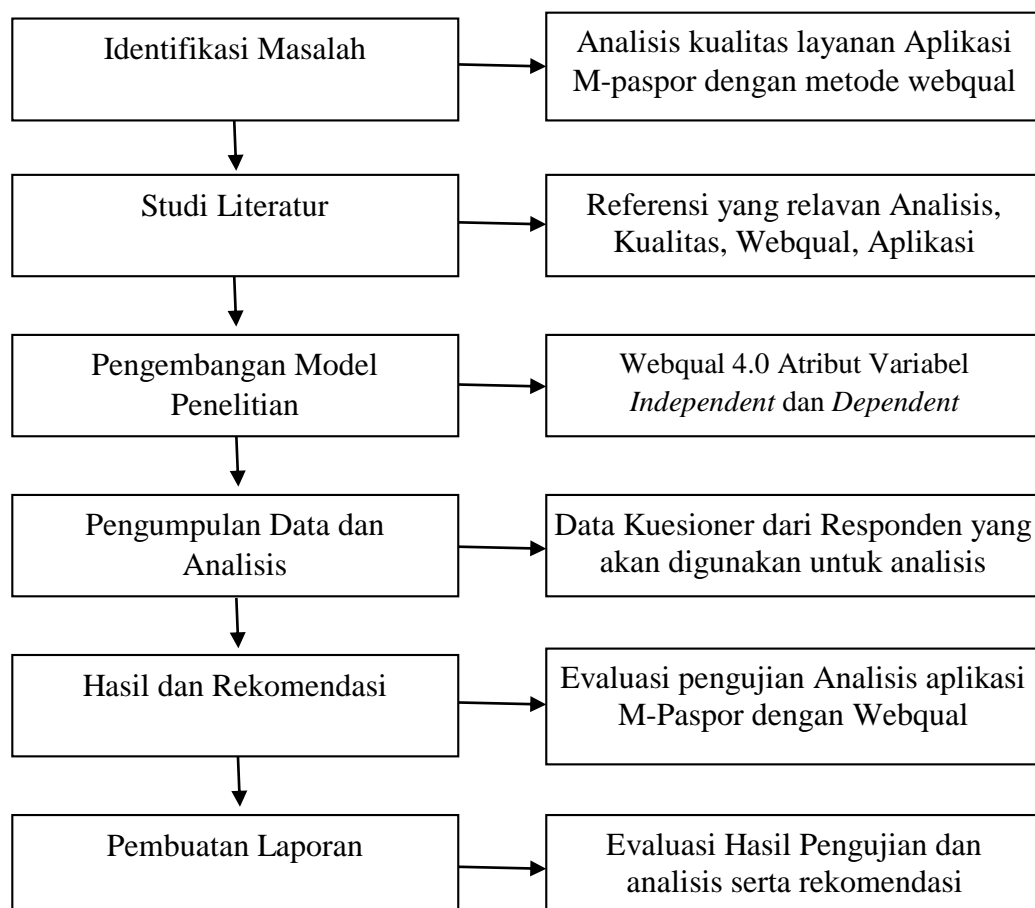 Identifikasi Masalah
Analisis kualitas layanan Aplikasi
M-paspor dengan metode webqual
Studi Literatur
Referensi yang relavan Analisis,
Kualitas, Webqual, Aplikasi
Pengembangan Model
Penelitian
Webqual 4.0 Atribut Variabel
Independent dan Dependent
Pengumpulan Data dan
Analisis
Data Kuesioner dari Responden yang
akan digunakan untuk analisis
Hasil dan Rekomendasi
Evaluasi pengujian Analisis aplikasi
M-Paspor dengan Webqual
Pembuatan Laporan
Evaluasi Hasil Pengujian dan
analisis serta rekomendasi